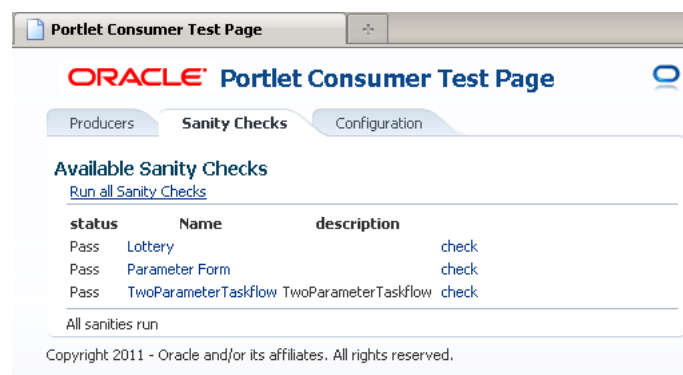 Portlet Consumer Test Page
ORACLE Portlet Consumer Test Page
Producers Sanity Checks Configuration
Available Sanity Checks
Run all Sanity Checks
status Name description
Pass Lottery check
Pass Parameter Form check
Pass TwoParameterTaskflow TwoParameterTaskflow check
All sanities run
Copyright 2011 - Oracle and/or its affiliates. All rights reserved.